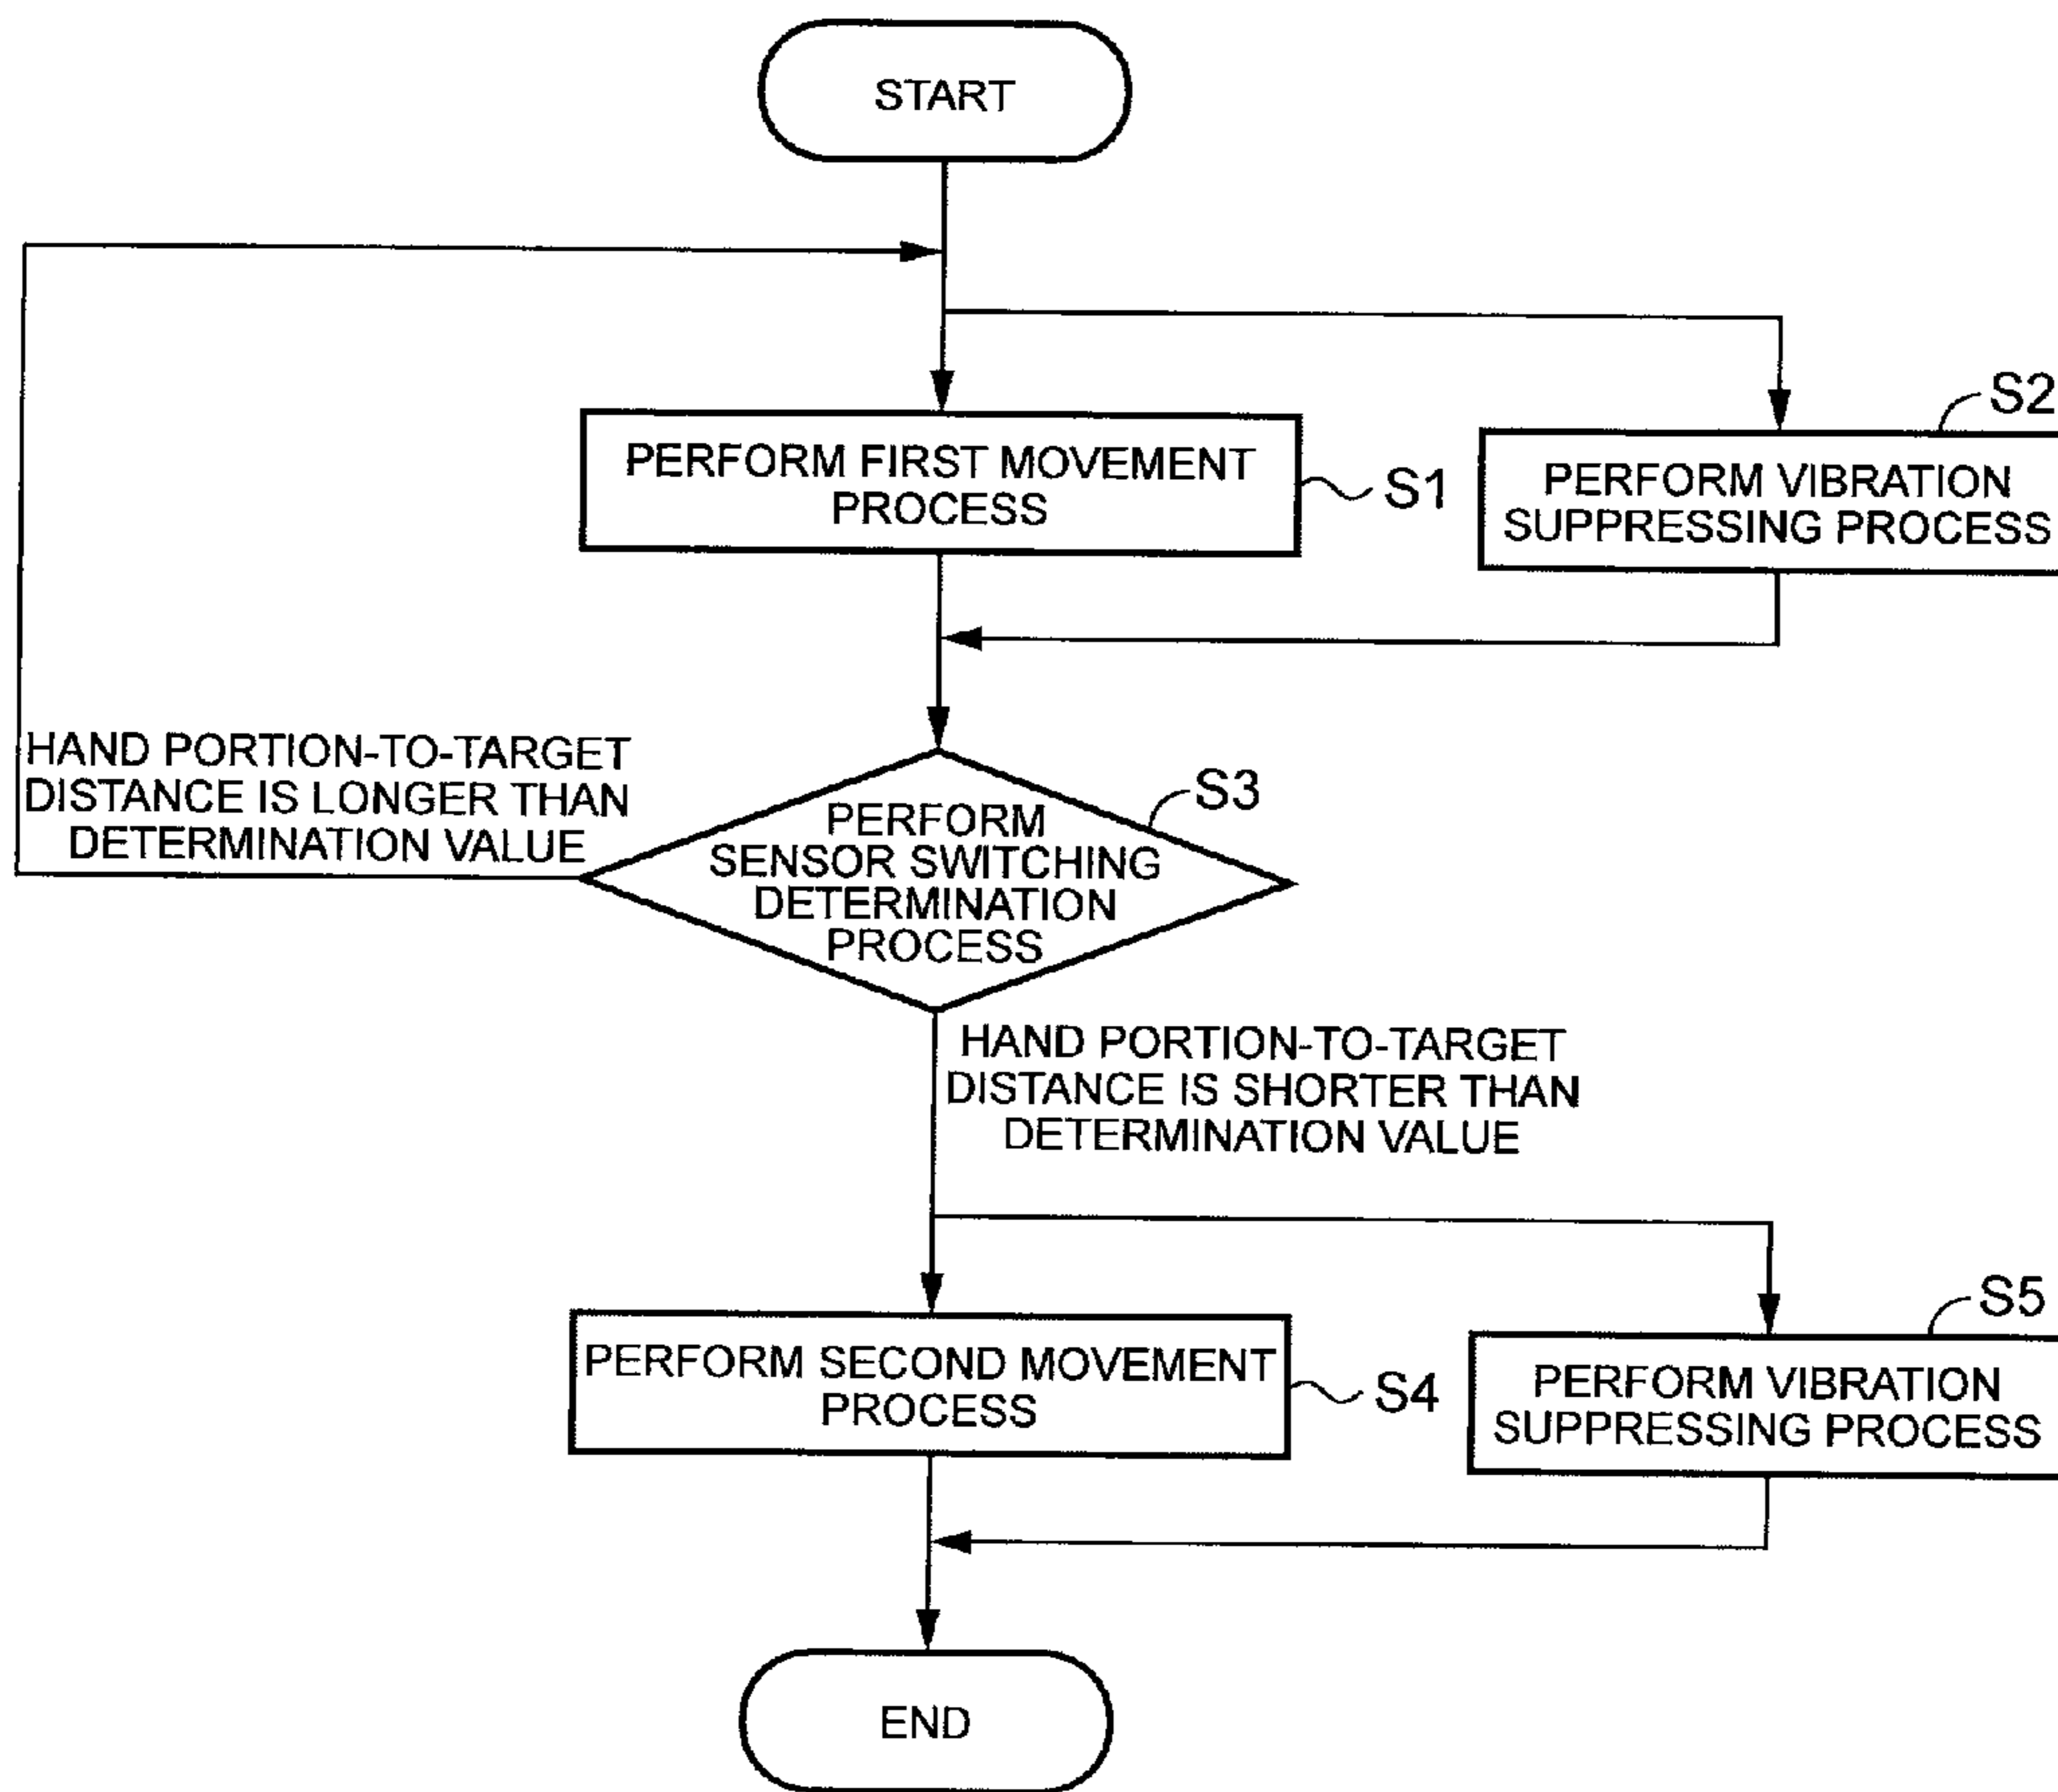 START
S2
PERFORM FIRST MOVEMENT
PROCESS
S1
PERFORM VIBRATION
SUPPRESSING PROCESS
HAND PORTION-TO-TARGET
DISTANCE IS LONGER THAN
DETERMINATION VALUE
S3
PERFORM
SENSOR SWITCHING
DETERMINATION
PROCESS
HAND PORTION-TO-TARGET
DISTANCE IS SHORTER THAN
DETERMINATION VALUE
S5
PERFORM SECOND MOVEMENT
PROCESS
S4
PERFORM VIBRATION
SUPPRESSING PROCESS
END